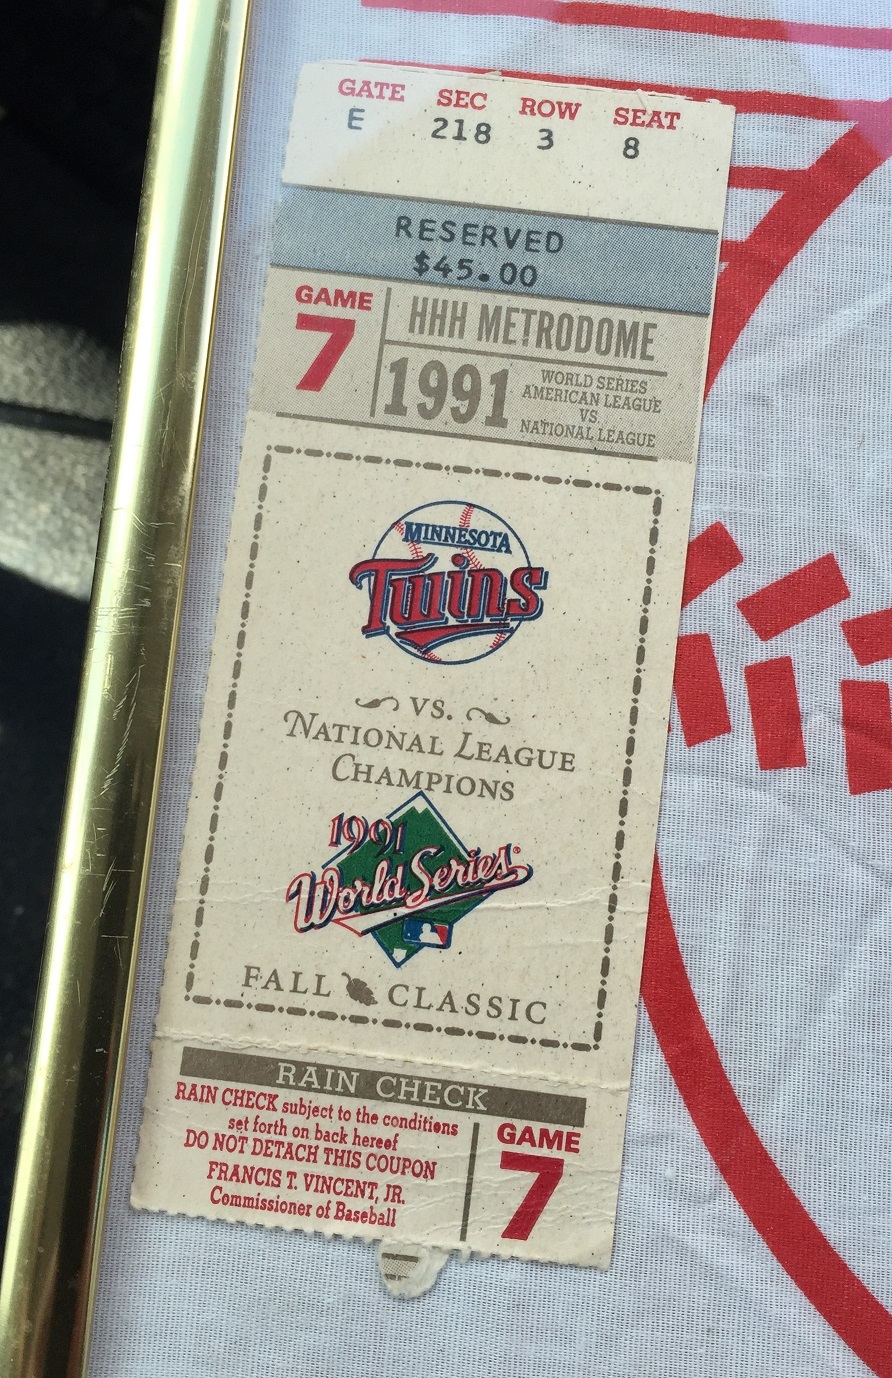 GATE SEC ROW SEAT
E 218 3 8
RESERVED
$45.00
GAME
7
HHH METRODOME
1991
WORLD SERIES
AMERICAN LEAGUE
VS
NATIONAL LEAGUE
MINNESOTA
Twins
VS.
NATIONAL LEAGUE
CHAMPIONS
1991
World Series
FALL CLASSIC
RAIN CHECK
RAIN CHECK subject to the conditions
set forth on back hereof
DO NOT DETACH THIS COUPON
FRANCIS T. VINCENT, JR.
Commissioner of Baseball
GAME
7